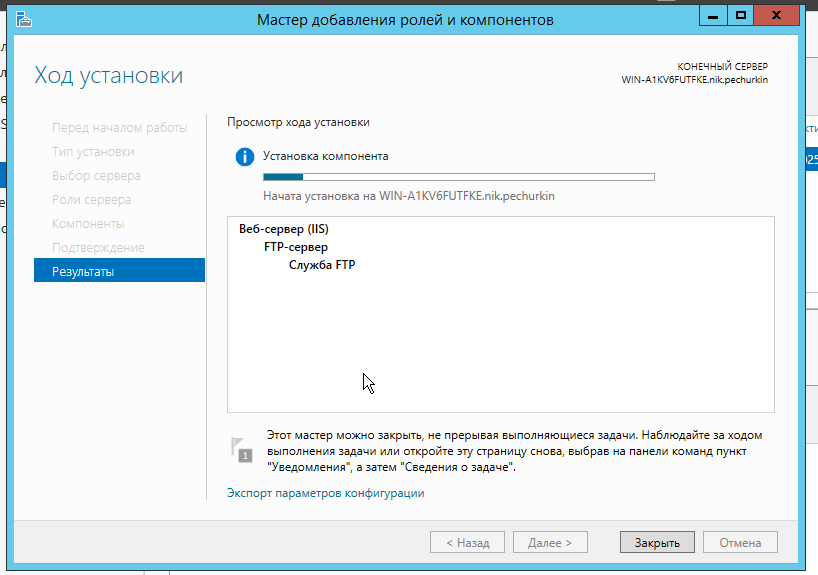 Мастер добавления ролей и компонентов
Ход установки
КОНЕЧНЫЙ СЕРВЕР
WIN-A1KV6FUTFKE.nik.pechurkin
Перед началом работы
Тип установки
Выбор сервера
Роли сервера
Компоненты
Подтверждение
Результаты
Просмотр хода установки
Установка компонента
Начата установка на WIN-A1KV6FUTFKE.nik.pechurkin
Веб-сервер (IIS)
FTP-сервер
Служба FTP
1
Этот мастер можно закрыть, не прерывая выполняющиеся задачи. Наблюдайте за ходом
выполнения задачи или откройте эту страницу снова, выбрав на панели команд пункт
"Уведомления", а затем "Сведения о задаче".
Экспорт параметров конфигурации
< Назад
Далее >
Закрыть
Отмена